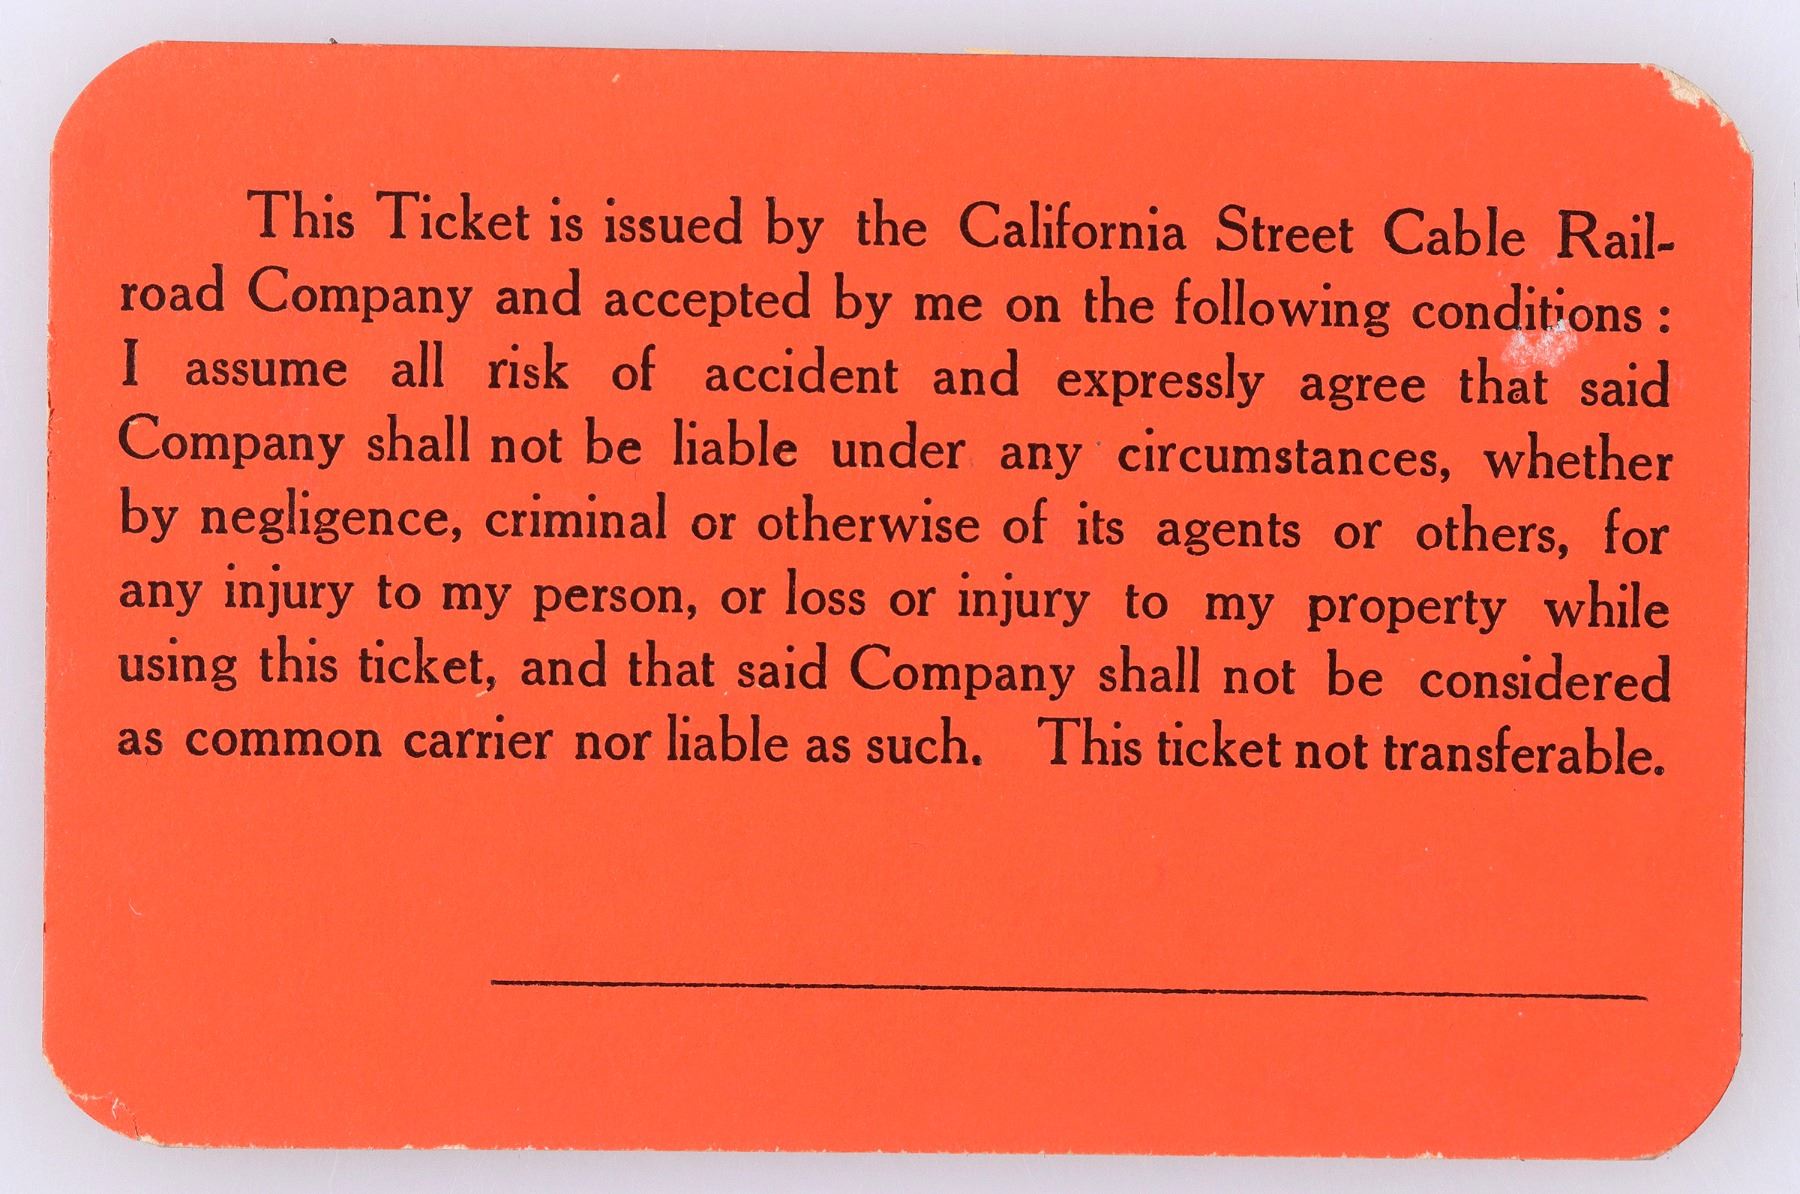 This Ticket is issued by the California Street Cable Rail-
road Company and accepted by me on the following conditions :
I assume all risk of accident and expressly agree that said
Company shall not be liable under any circumstances, whether
by negligence, criminal or otherwise of its agents or others, for
any injury to my person, or loss or injury to my property while
using this ticket, and that said Company shall not be considered
as common carrier nor liable as such. This ticket not transferable.